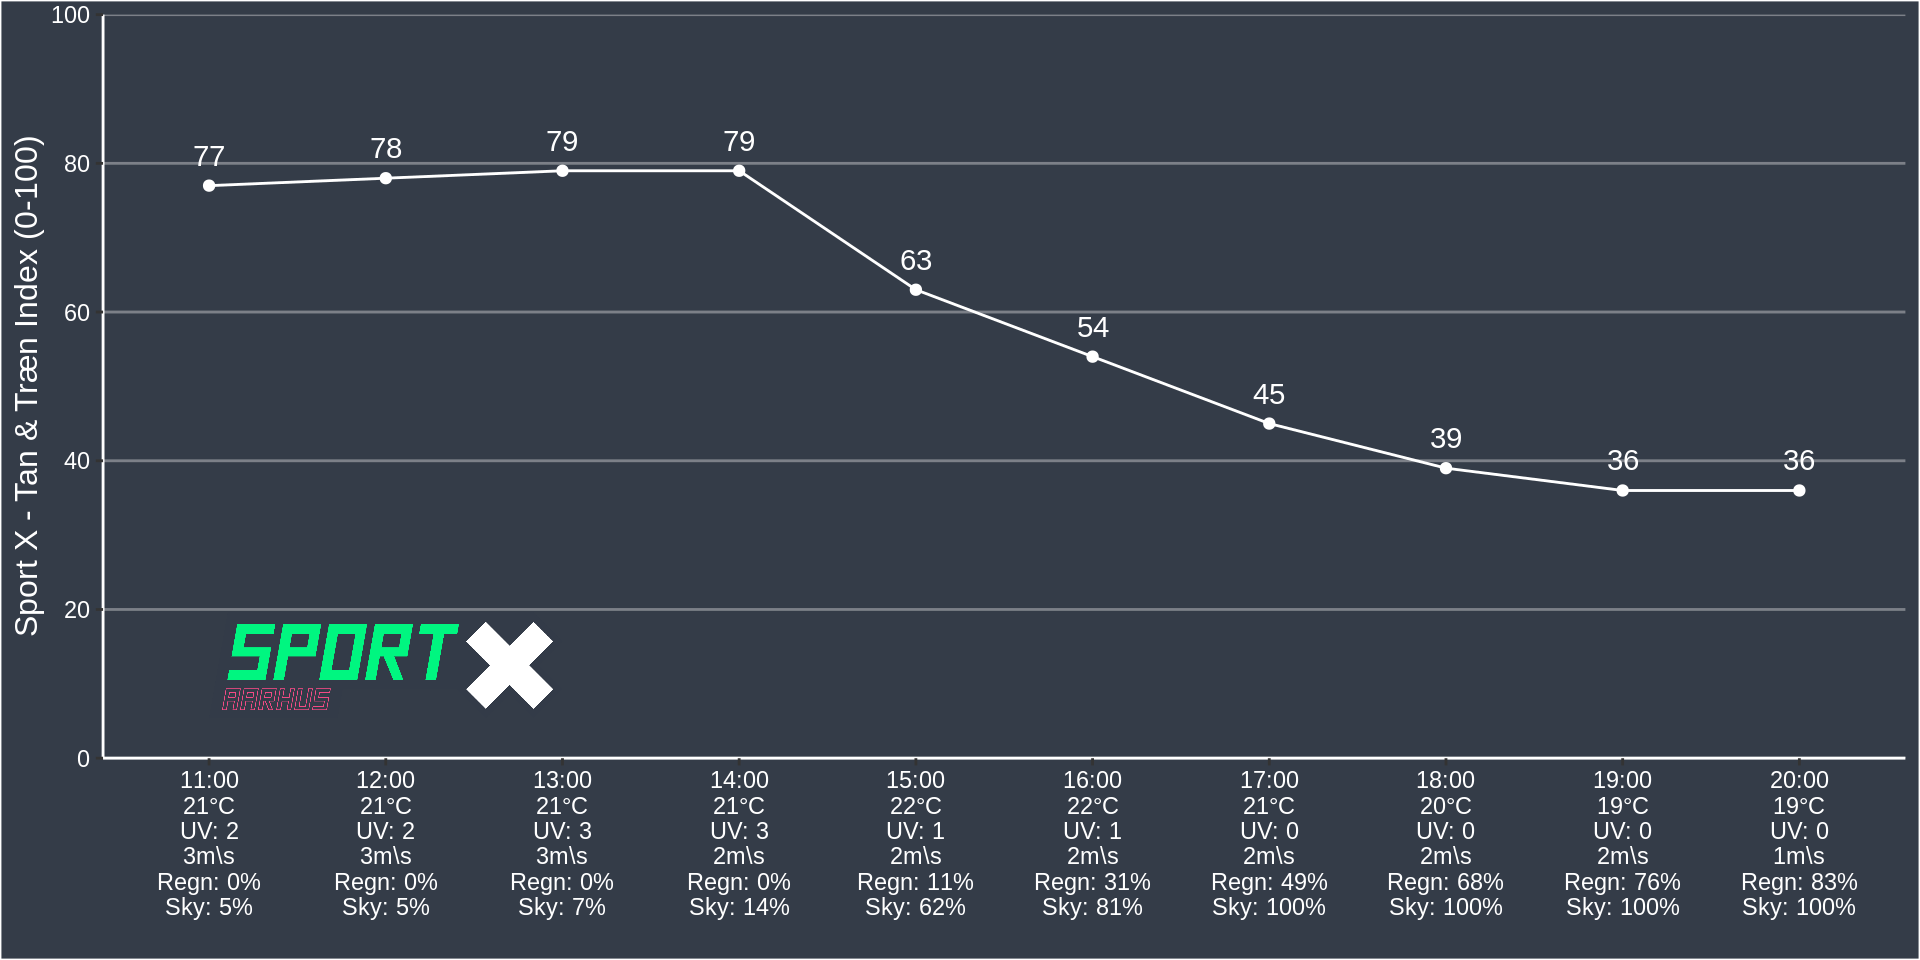 Sport X - Tan & Træn Index (0-100)
100
80
60
40
20
0
77
78
79
79
63
54
45
39
36
36
SPORT X
AARHUS
11:00 12:00 13:00 14:00 15:00 16:00 17:00 18:00 19:00 20:00
21°C 21°C 21°C 21°C 22°C 22°C 21°C 20°C 19°C 19°C
UV: 2 UV: 2 UV: 3 UV: 3 UV: 1 UV: 1 UV: 0 UV: 0 UV: 0 UV: 0
3m\s 3m\s 3m\s 2m\s 2m\s 2m\s 2m\s 2m\s 2m\s 1m\s
Regn: 0% Regn: 0% Regn: 0% Regn: 0% Regn: 11% Regn: 31% Regn: 49% Regn: 68% Regn: 76% Regn: 83%
Sky: 5% Sky: 5% Sky: 7% Sky: 14% Sky: 62% Sky: 81% Sky: 100% Sky: 100% Sky: 100% Sky: 100%